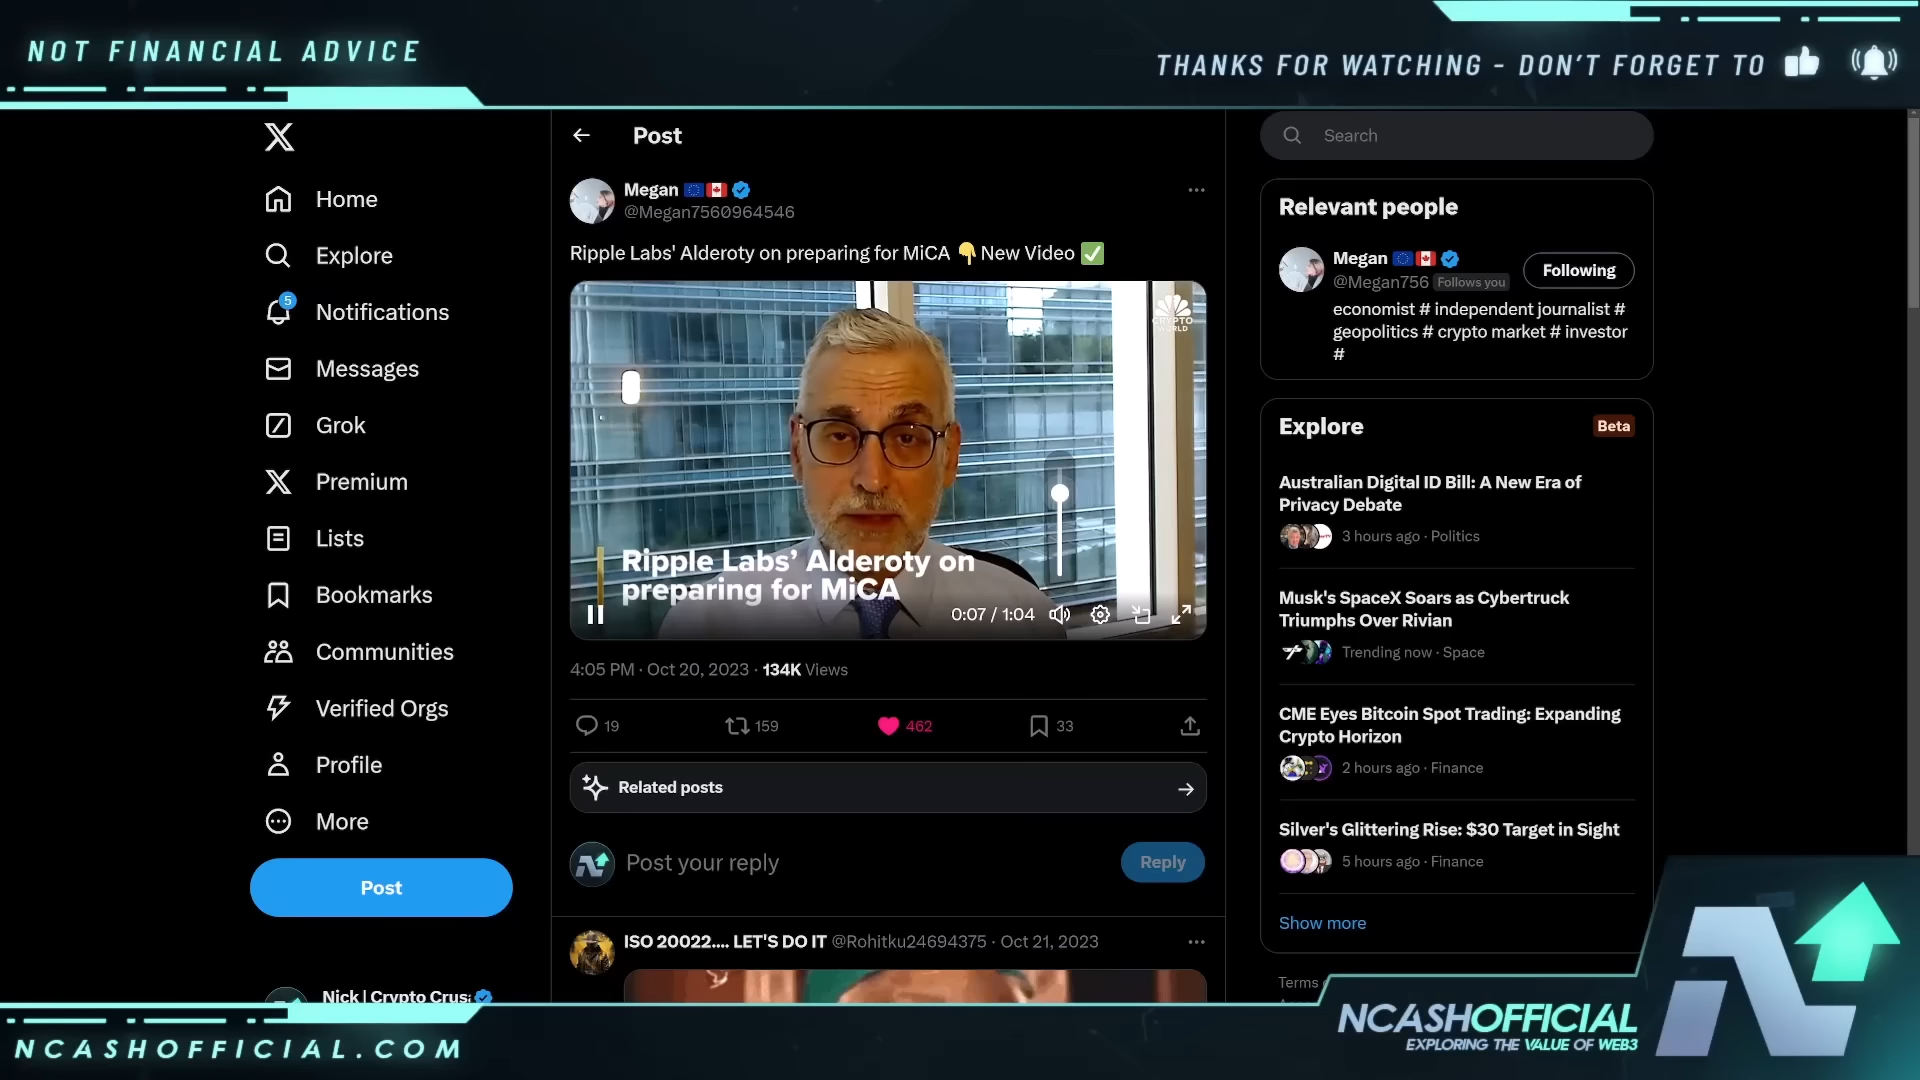 NOT FINANCIAL ADVICE
THANKS FOR WATCHING - DON'T FORGET TO
Home
Explore
5
Notifications
Messages
Grok
Premium
Lists
Bookmarks
Communities
Verified Orgs
Profile
More
Post
Nick | Crypto Crus
Post
Megan
@Megan7560964546
Ripple Labs' Alderoty on preparing for MiCA 👇 New Video ✅
CRYPTO
WORLD
Ripple Labs' Alderoty on
preparing for MiCA
0:07 / 1:04
4:05 PM · Oct 20, 2023 · 134K Views
19
159
462
33
Related posts
Post your reply
Reply
ISO 20022.... LET'S DO IT @Rohitku24694375 · Oct 21, 2023
Search
Relevant people
Megan
@Megan756 Follows you
Following
economist # independent journalist #
geopolitics # crypto market # investor
#
Explore
Beta
Australian Digital ID Bill: A New Era of
Privacy Debate
3 hours ago · Politics
Musk's SpaceX Soars as Cybertruck
Triumphs Over Rivian
Trending now · Space
CME Eyes Bitcoin Spot Trading: Expanding
Crypto Horizon
2 hours ago · Finance
Silver's Glittering Rise: $30 Target in Sight
5 hours ago · Finance
Show more
Terms
NCASHOFFICIAL.COM
NCASHOFFICIAL
EXPLORING THE VALUE OF WEB3